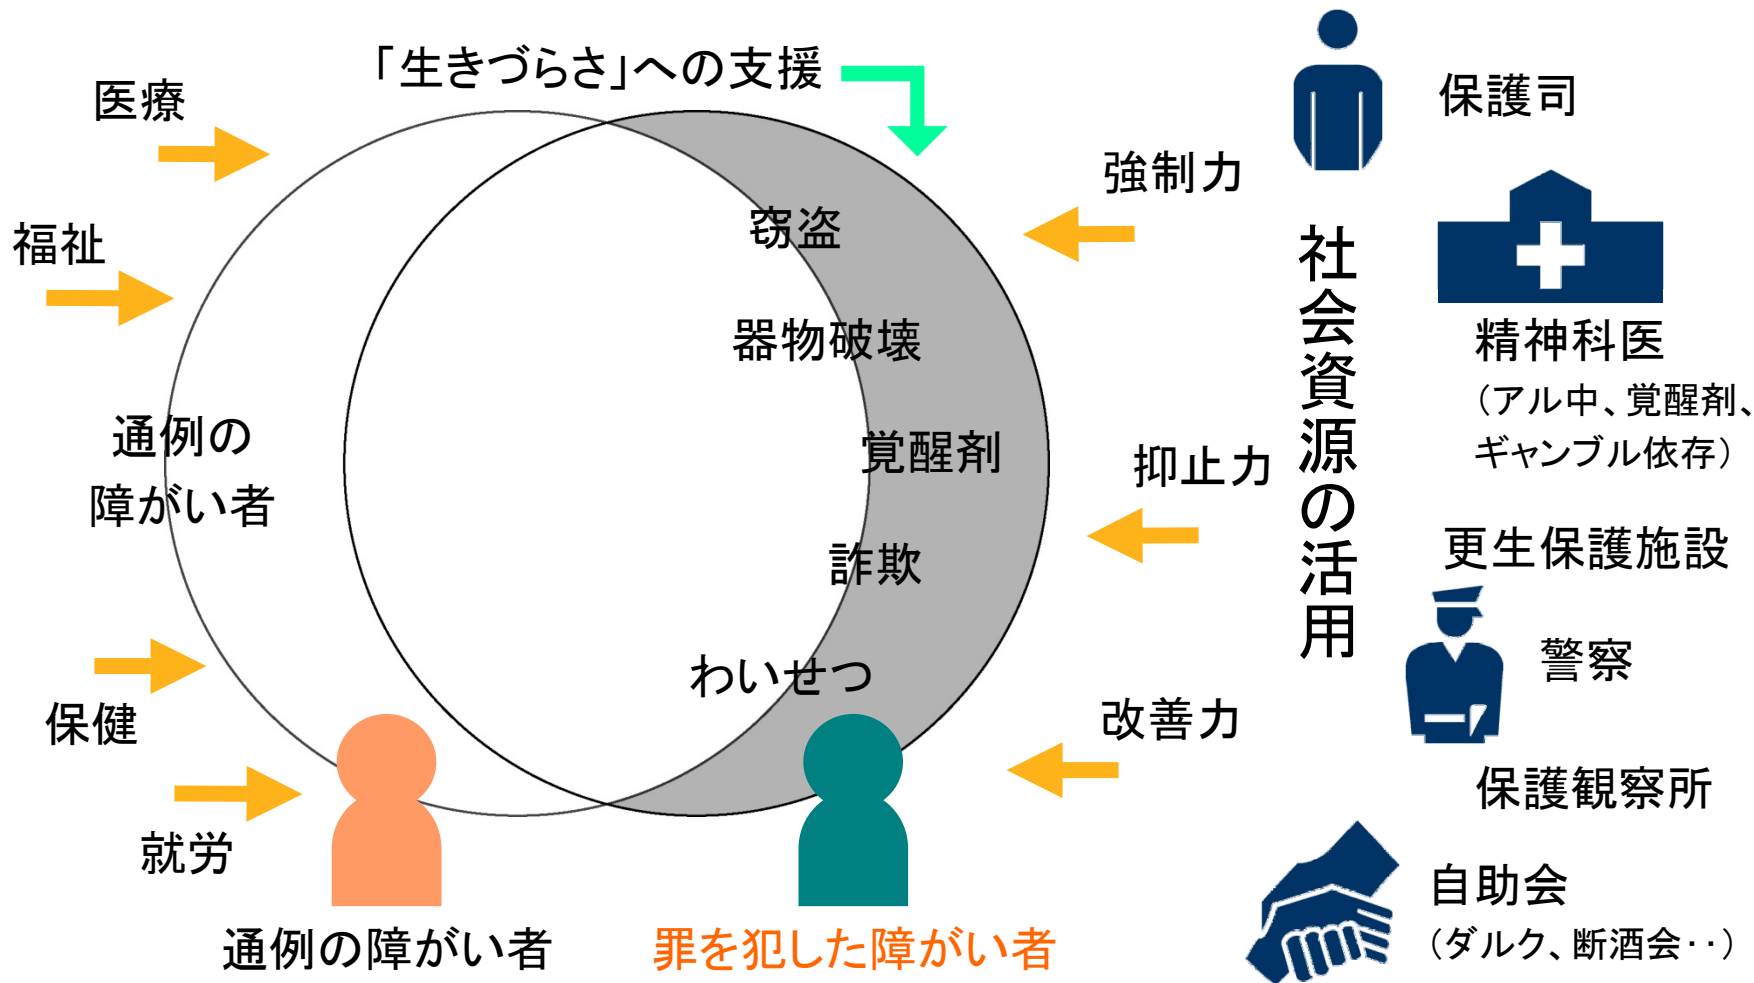 「生きづらさ」への支援
医療
福祉
通例の
障がい者
保健
就労
窃盗
器物破壊
覚醒剤
詐欺
わいせつ
通例の障がい者
罪を犯した障がい者
強制力
抑止力
改善力
社会資源の活用
保護司
精神科医
（アル中、覚醒剤、
ギャンブル依存）
更生保護施設
警察
保護観察所
自助会
（ダルク、断酒会‥）